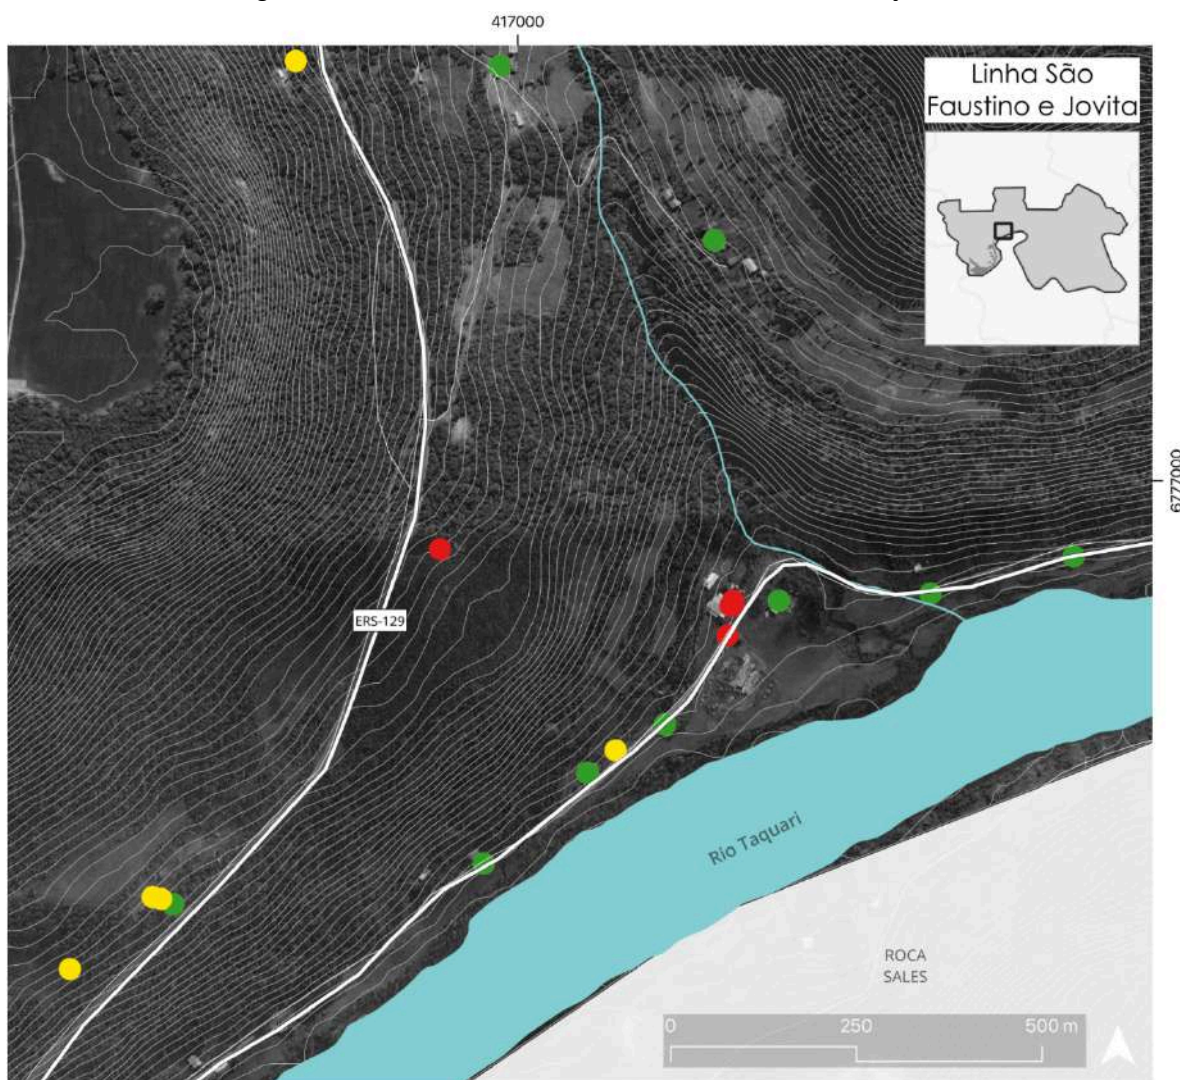 417000
Linha São
Faustino e Jovita
6777000
ERS-129
Rio Taquari
ROCA
SALES
0 250 500 m